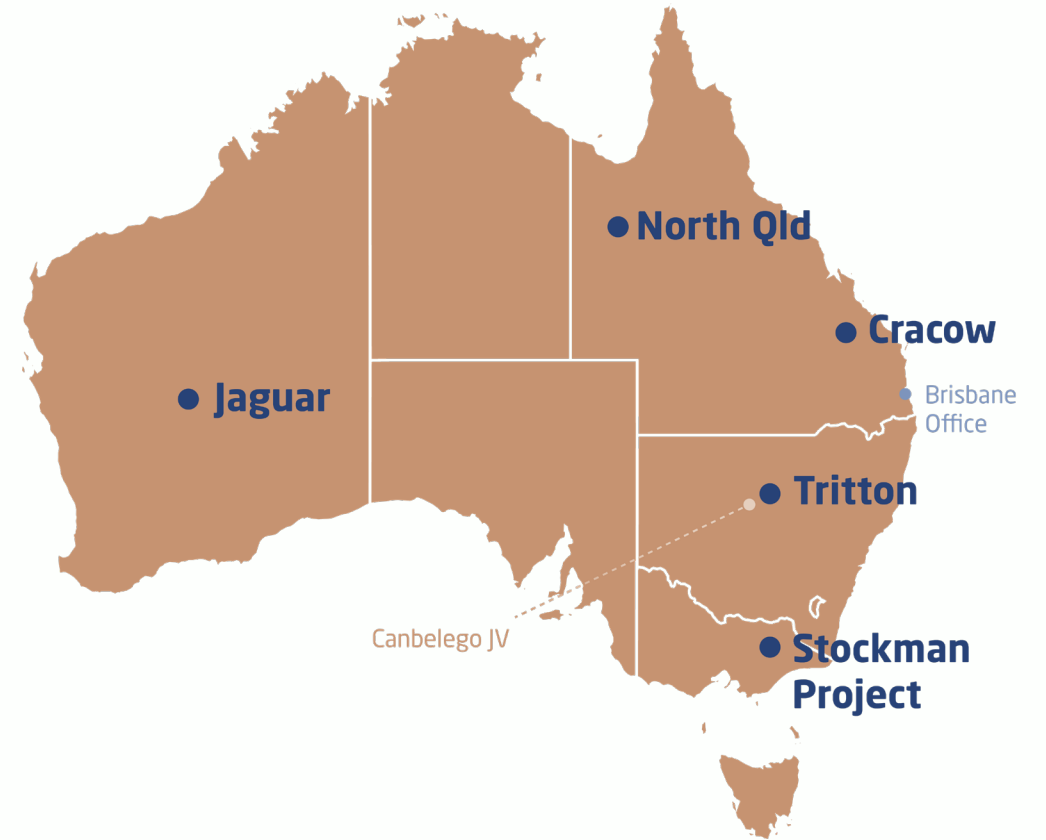 North Qld
Cracow
Jaguar
Brisbane
Office
Tritton
Canbelego JV
Stockman
Project